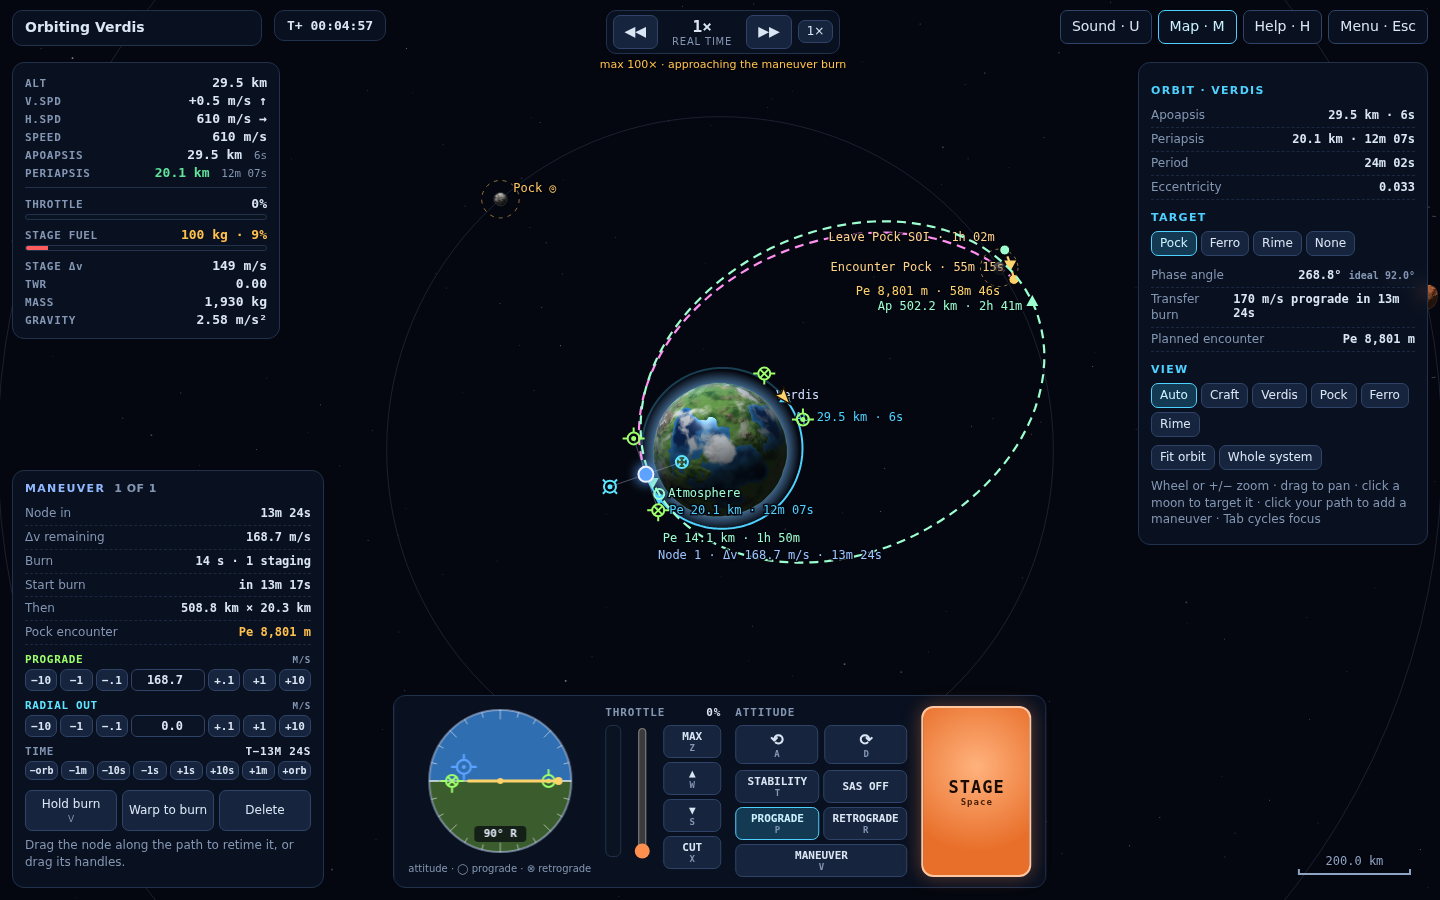 Orbiting Verdis
T+ 00:04:57
◀◀
1×
REAL TIME
▶▶
1×
max 100× · approaching the maneuver burn
Sound · U
Map · M
Help · H
Menu · Esc
ALT 29.5 km
V.SPD +0.5 m/s ↑
H.SPD 610 m/s →
SPEED 610 m/s
APOAPSIS 29.5 km 6s
PERIAPSIS 20.1 km 12m 07s
THROTTLE 0%
STAGE FUEL 100 kg · 9%
STAGE Δv 149 m/s
TWR 0.00
MASS 1,930 kg
GRAVITY 2.58 m/s²
Pock ◎
Leave Pock SOI · 1h 02m
Encounter Pock · 55m 15s
Pe 8,801 m · 58m 46s
Ap 502.2 km · 2h 41m
Verdis
29.5 km · 6s
Atmosphere
Pe 20.1 km · 12m 07s
Pe 14.1 km · 1h 50m
Node 1 · Δv 168.7 m/s · 13m 24s
ORBIT · VERDIS
Apoapsis 29.5 km · 6s
Periapsis 20.1 km · 12m 07s
Period 24m 02s
Eccentricity 0.033
TARGET
Pock Ferro Rime None
Phase angle 268.8° ideal 92.0°
Transfer burn 170 m/s prograde in 13m 24s
Planned encounter Pe 8,801 m
VIEW
Auto Craft Verdis Pock Ferro
Rime
Fit orbit Whole system
Wheel or +/− zoom · drag to pan · click a
moon to target it · click your path to add a
maneuver · Tab cycles focus
MANEUVER 1 OF 1
Node in 13m 24s
Δv remaining 168.7 m/s
Burn 14 s · 1 staging
Start burn in 13m 17s
Then 508.8 km × 20.3 km
Pock encounter Pe 8,801 m
PROGRADE M/S
−10 −1 −.1 168.7 +.1 +1 +10
RADIAL OUT M/S
−10 −1 −.1 0.0 +.1 +1 +10
TIME T−13M 24S
−orb −1m −10s −1s +1s +10s +1m +orb
Hold burn
V
Warp to burn
Delete
Drag the node along the path to retime it, or
drag its handles.
90° R
attitude · ◯ prograde · ⊗ retrograde
THROTTLE 0%
MAX
Z
▲
W
▼
S
CUT
X
ATTITUDE
⟲
A
⟳
D
STABILITY
T
SAS OFF
PROGRADE
P
RETROGRADE
R
MANEUVER
V
STAGE
Space
200.0 km